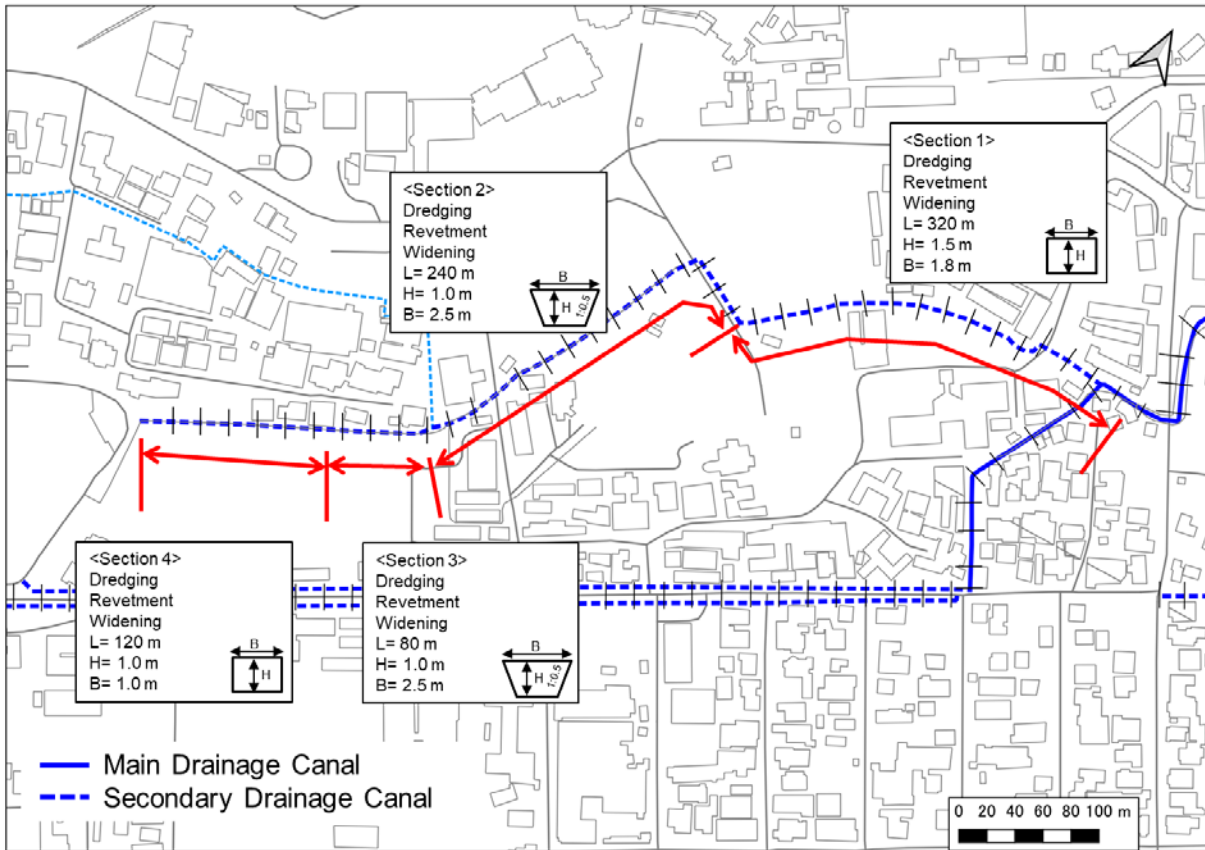 <Section 1>
Dredging
Revetment
Widening
L= 320 m
H= 1.5 m
B= 1.8 m
B
H
<Section 2>
Dredging
Revetment
Widening
L= 240 m
H= 1.0 m
B= 2.5 m
B
H
1:0.5
<Section 4>
Dredging
Revetment
Widening
L= 120 m
H= 1.0 m
B= 1.0 m
B
H
<Section 3>
Dredging
Revetment
Widening
L= 80 m
H= 1.0 m
B= 2.5 m
B
H
1:0.5
Main Drainage Canal
Secondary Drainage Canal
0 20 40 60 80 100 m